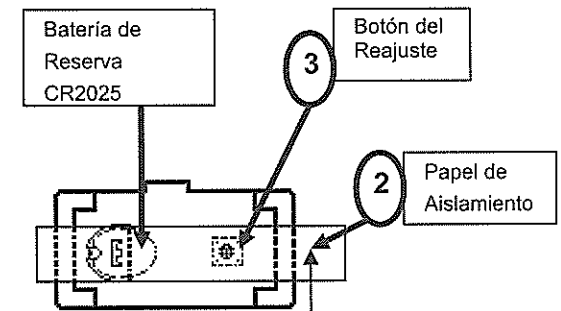 Batería de
Reserva
CR2025
3
Botón del
Reajuste
2
Papel de
Aislamiento